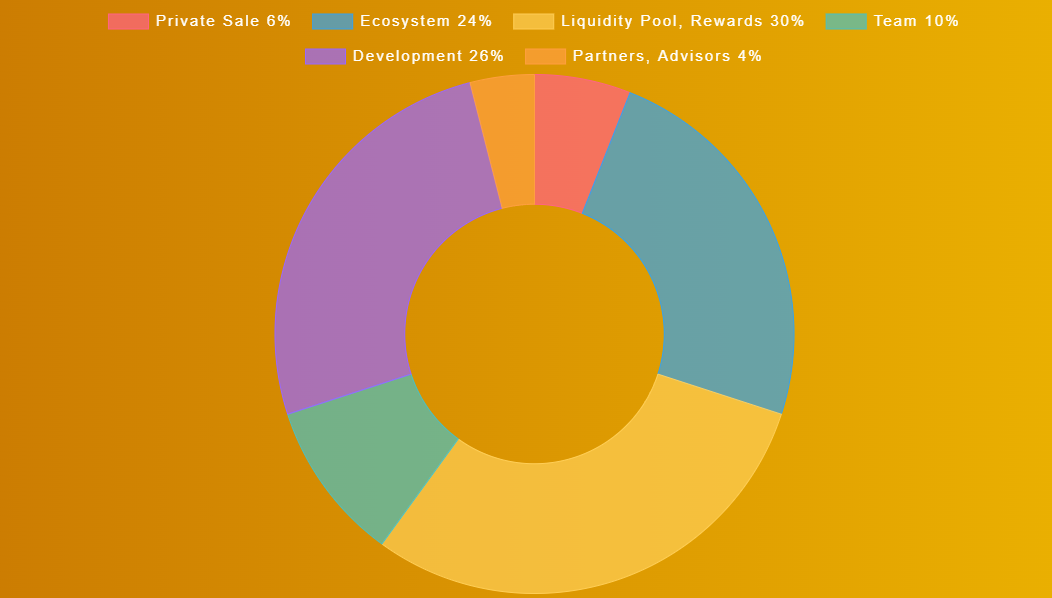 Private Sale 6% Ecosystem 24% Liquidity Pool, Rewards 30% Team 10%
Development 26% Partners, Advisors 4%